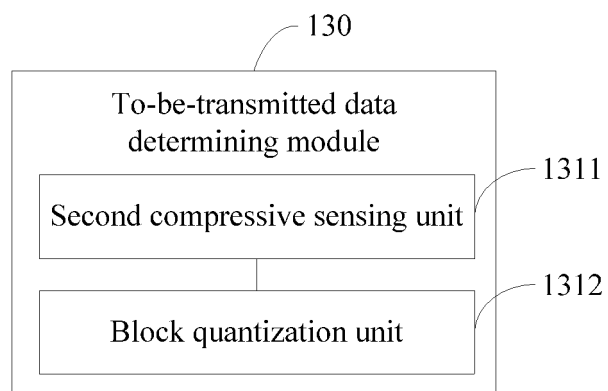 130
To-be-transmitted data
determining module
1311
Second compressive sensing unit
1312
Block quantization unit